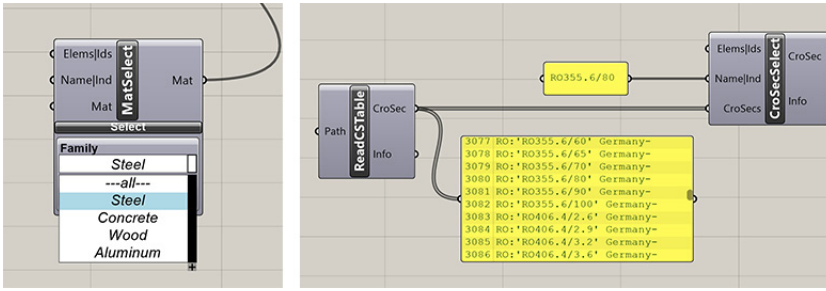 Elems|Ids
Name|Ind
Mat
MatSelect
Mat
Select
Family
Steel
---all---
Steel
Concrete
Wood
Aluminum
Path
ReadCSTable
CroSec
Info
RO355.6/80
Elems|Ids
Name|Ind
CroSecs
CroSecSelect
CroSec
Info
3077 RO:'RO355.6/60' Germany-
3078 RO:'RO355.6/65' Germany-
3079 RO:'RO355.6/70' Germany-
3080 RO:'RO355.6/80' Germany-
3081 RO:'RO355.6/90' Germany-
3082 RO:'RO355.6/100' Germany-
3083 RO:'RO406.4/2.6' Germany-
3084 RO:'RO406.4/2.9' Germany-
3085 RO:'RO406.4/3.2' Germany-
3086 RO:'RO406.4/3.6' Germany-